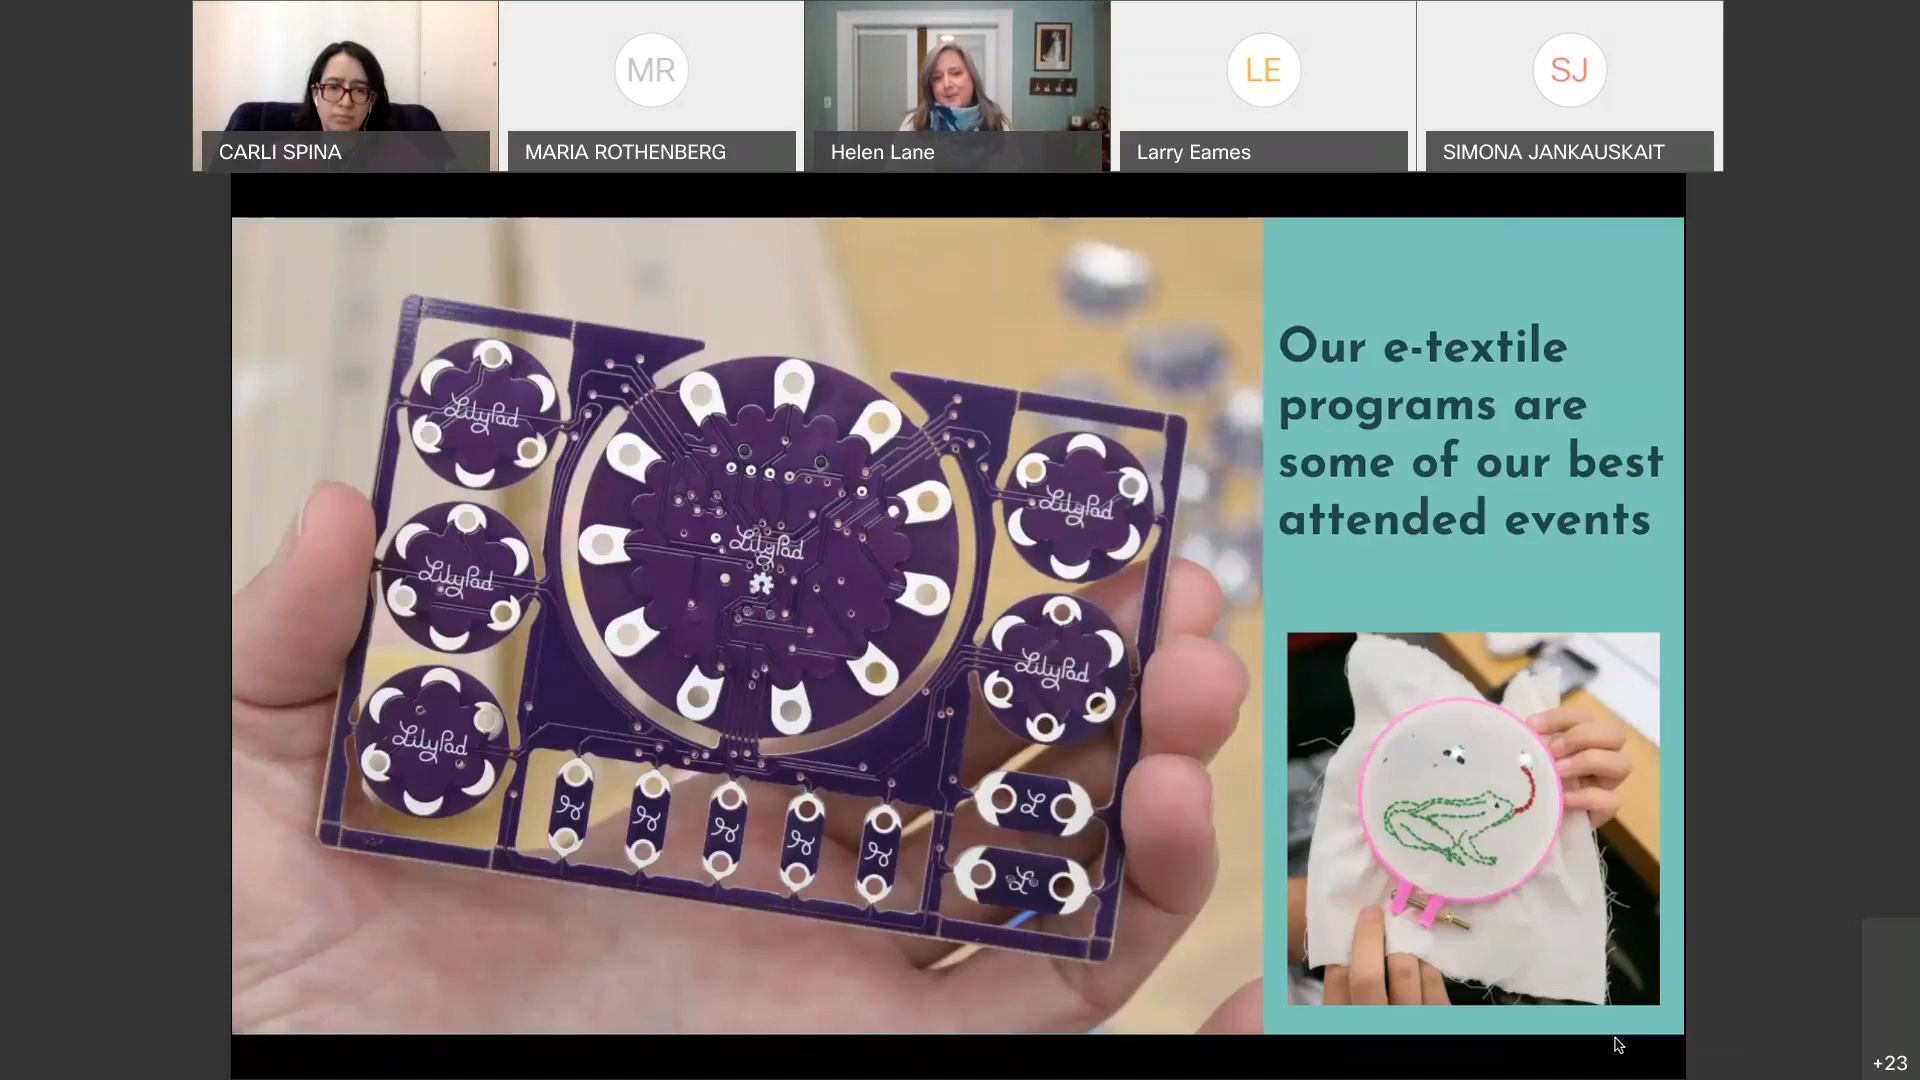 CARLI SPINA
MR
MARIA ROTHENBERG
Helen Lane
LE
Larry Eames
SJ
SIMONA JANKAUSKAIT
Our e-textile
programs are
some of our best
attended events
LilyPad
LilyPad
LilyPad
LilyPad
LilyPad
LilyPad
+23